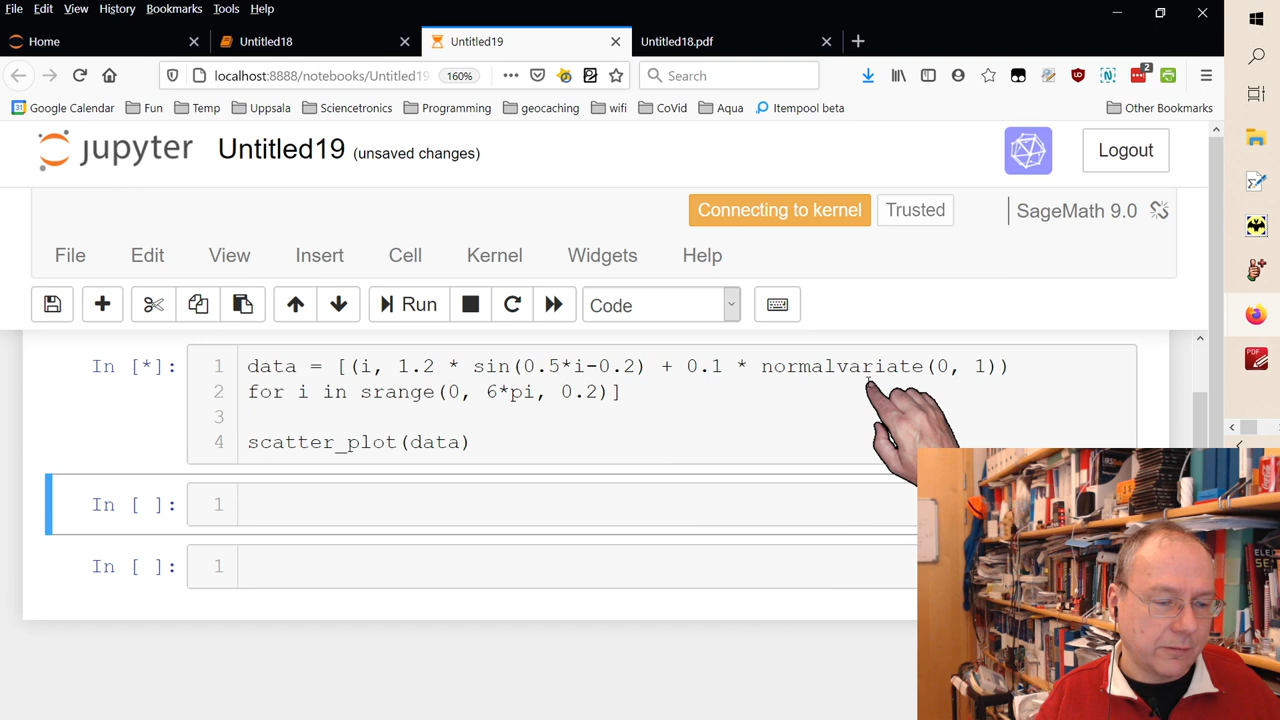 File Edit View History Bookmarks Tools Help
Home
Untitled18
Untitled19
Untitled18.pdf
localhost:8888/notebooks/Untitled19
160%
Search
2
31 Google Calendar
Fun
Temp
Uppsala
Sciencetronics
Programming
geocaching
wifi
CoVid
Aqua
Itempool beta
Other Bookmarks
jupyter Untitled19 (unsaved changes)
Logout
Connecting to kernel
Trusted
SageMath 9.0
File Edit View Insert Cell Kernel Widgets Help
Run
Code
PDF
In [*]:
1 data = [(i, 1.2 * sin(0.5*i-0.2) + 0.1 * normalvariate(0, 1))
2 for i in srange(0, 6*pi, 0.2)]
3
4 scatter_plot(data)
In [ ]: 1
In [ ]: 1